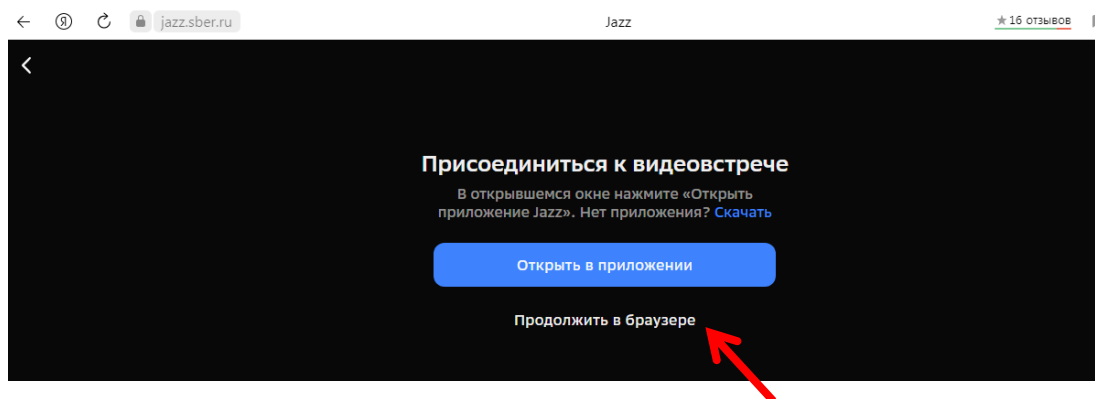 jazz.sber.ru
Jazz
★ 16 отзывов
Присоединиться к видеовстрече
В открывшемся окне нажмите «Открыть
приложение Jazz». Нет приложения? Скачать
Открыть в приложении
Продолжить в браузере